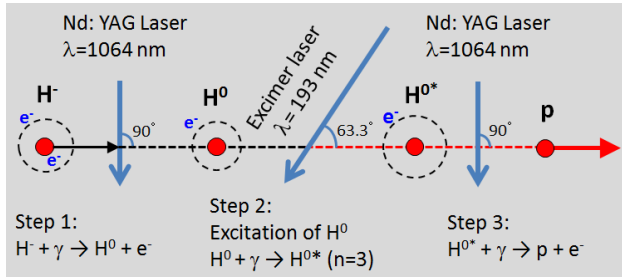 Nd: YAG Laser
λ=1064 nm
Nd: YAG Laser
λ=1064 nm
Excimer laser
λ = 193 nm
H-
H0
H0*
p
e-
e-
e-
e-
90°
63.3°
90°
Step 1:
H- + γ → H0 + e-
Step 2:
Excitation of H0
H0 + γ → H0* (n=3)
Step 3:
H0* + γ → p + e-